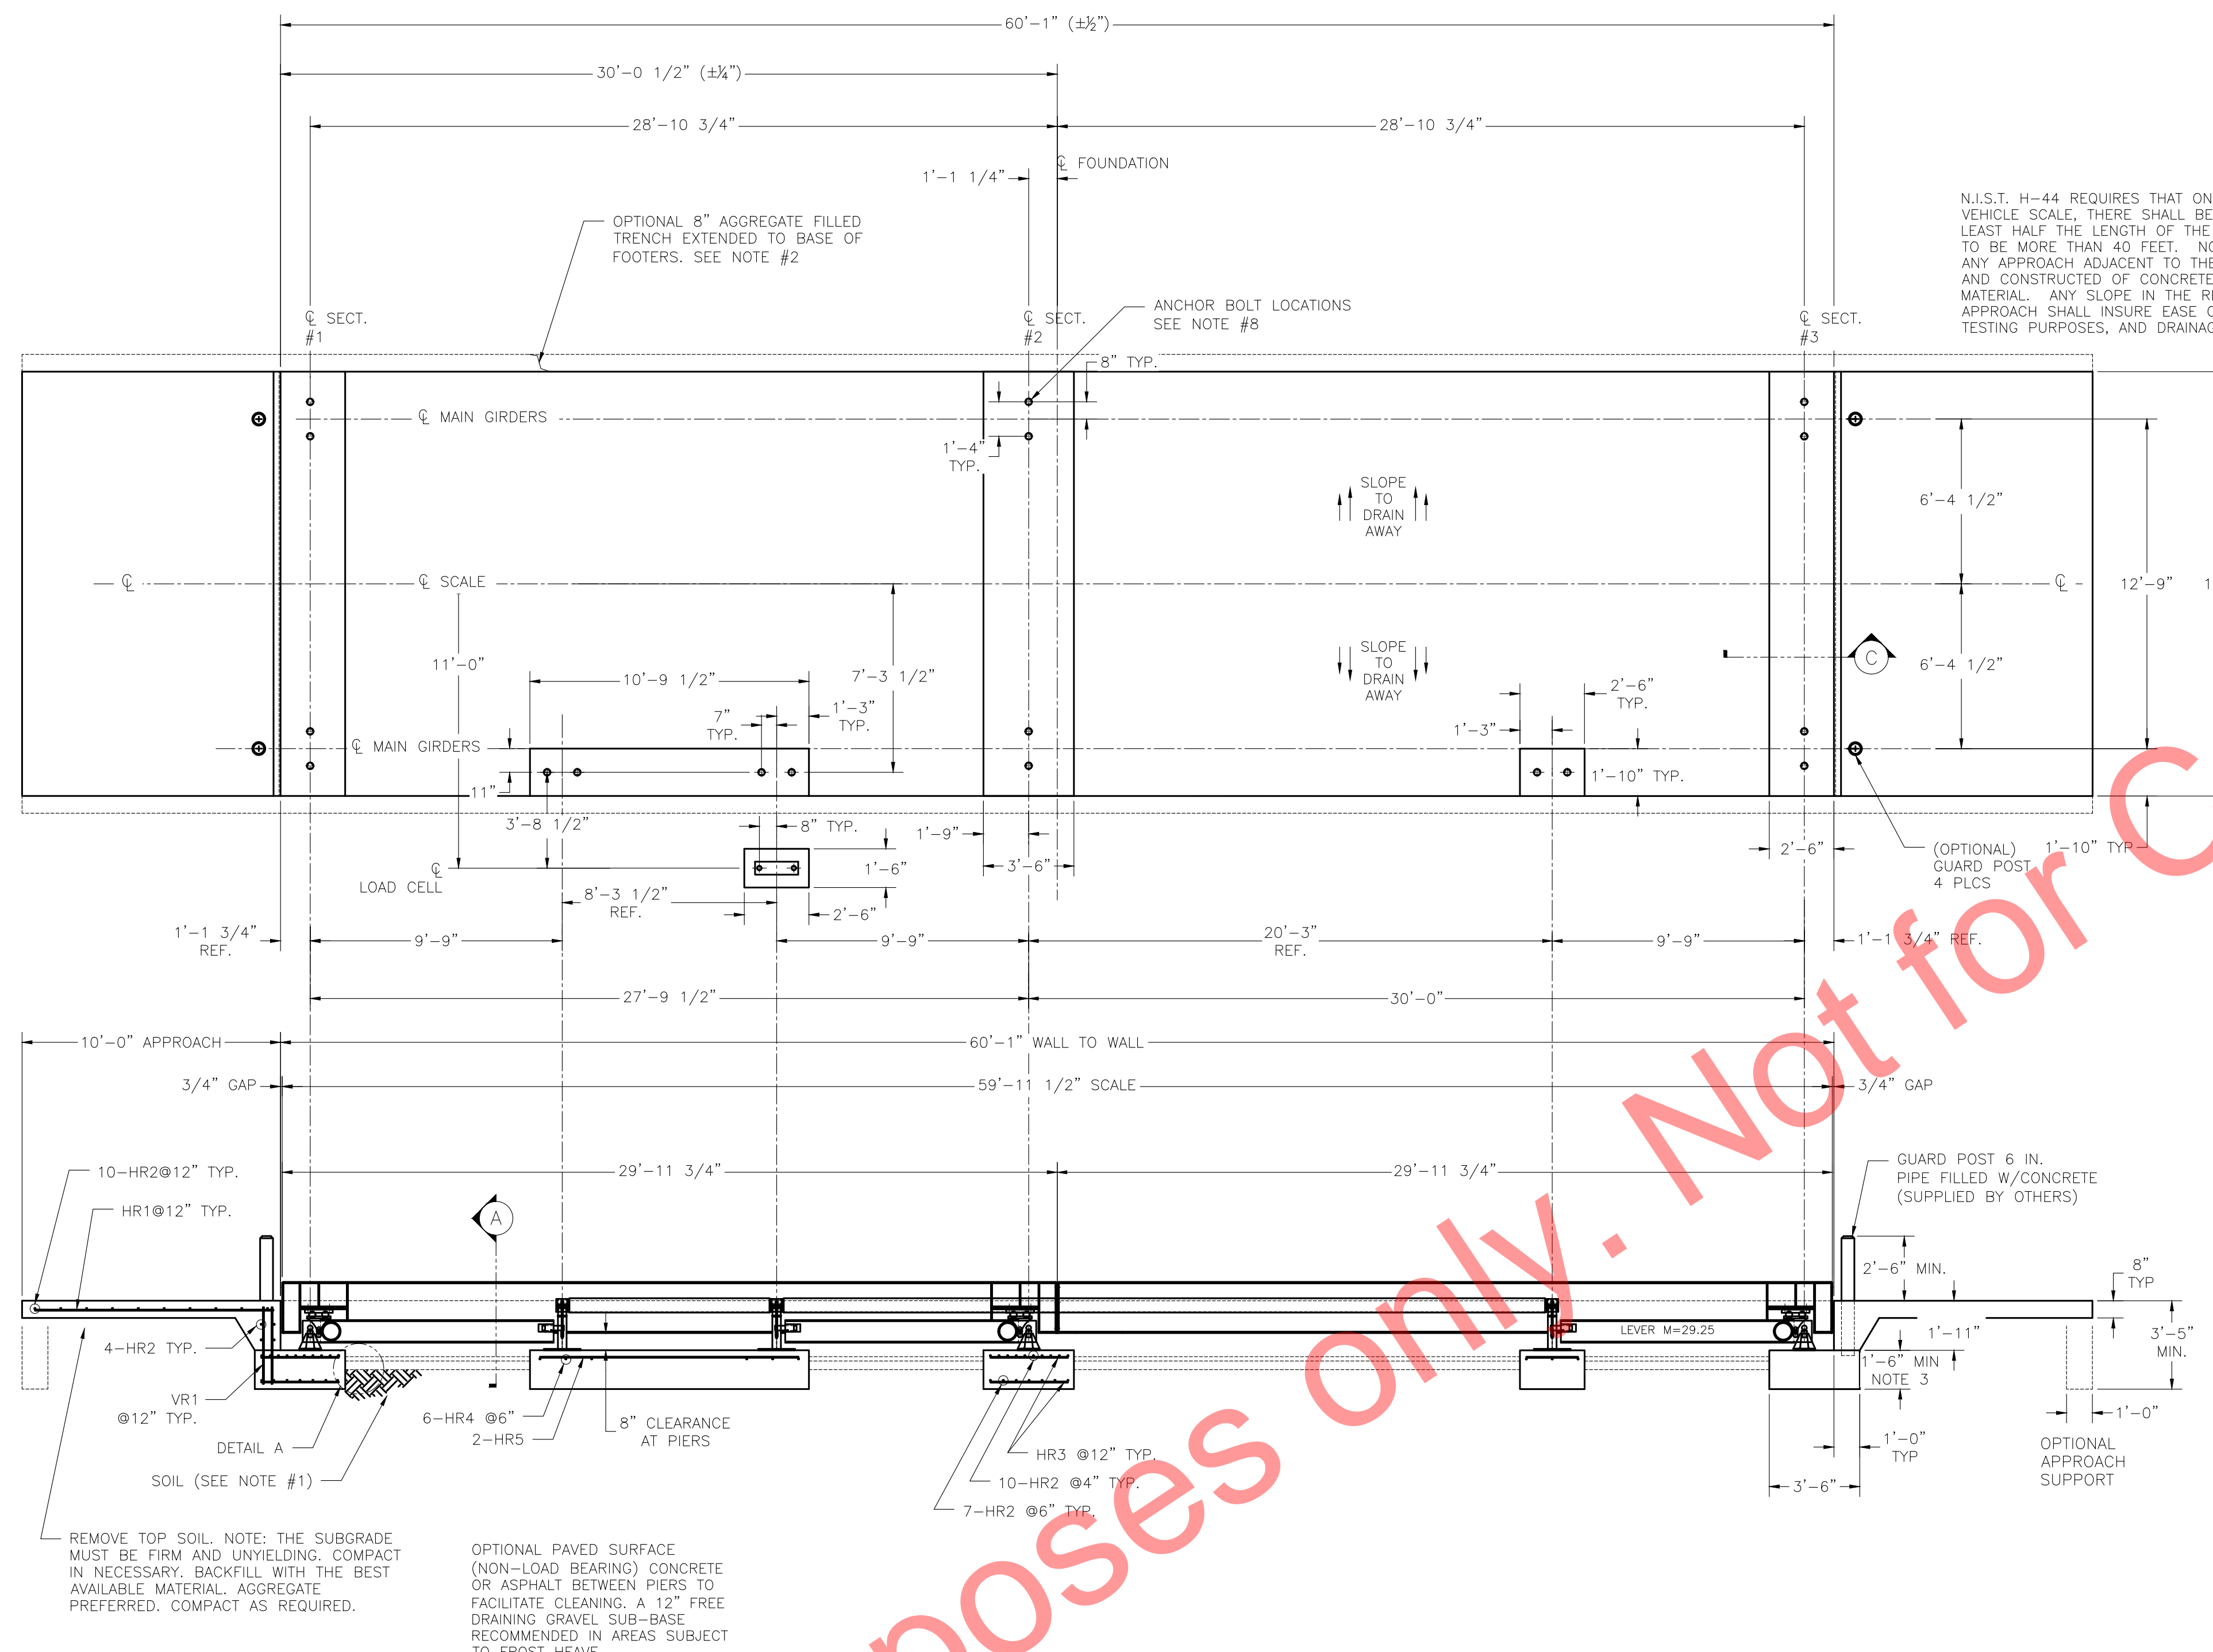 60'-1" (±½")
30'-0 1/2" (±¼")
28'-10 3/4"
28'-10 3/4"
℄ FOUNDATION
1'-1 1/4"
OPTIONAL 8" AGGREGATE FILLED
TRENCH EXTENDED TO BASE OF
FOOTERS. SEE NOTE #2
N.I.S.T. H-44 REQUIRES THAT ON
VEHICLE SCALE, THERE SHALL BE
LEAST HALF THE LENGTH OF THE
TO BE MORE THAN 40 FEET. NO
ANY APPROACH ADJACENT TO THE
AND CONSTRUCTED OF CONCRETE
MATERIAL. ANY SLOPE IN THE
APPROACH SHALL INSURE EASE
TESTING PURPOSES, AND
℄ SECT.
#1
℄ SECT.
#2
ANCHOR BOLT LOCATIONS
SEE NOTE #8
℄ SECT.
#3
8" TYP.
℄ MAIN GIRDERS
1'-4"
TYP.
SLOPE
TO
DRAIN
AWAY
6'-4 1/2"
℄
℄ SCALE
℄
12'-9"
11'-0"
10'-9 1/2"
7'-3 1/2"
SLOPE
TO
DRAIN
AWAY
C
6'-4 1/2"
7"
TYP.
1'-3"
TYP.
2'-6"
TYP.
1'-3"
℄ MAIN GIRDERS
11"
1'-10" TYP.
3'-8 1/2"
8" TYP.
1'-9"
3'-6"
2'-6"
(OPTIONAL)
GUARD POST
4 PLCS
1'-10" TYP
℄
LOAD CELL
1'-6"
8'-3 1/2"
REF.
2'-6"
1'-1 3/4"
REF.
9'-9"
9'-9"
20'-3"
REF.
9'-9"
1'-1 3/4" REF.
27'-9 1/2"
30'-0"
10'-0" APPROACH
60'-1" WALL TO WALL
3/4" GAP
59'-11 1/2" SCALE
3/4" GAP
10-HR2@12" TYP.
HR1@12" TYP.
29'-11 3/4"
29'-11 3/4"
GUARD POST 6 IN.
PIPE FILLED W/CONCRETE
(SUPPLIED BY OTHERS)
A
2'-6" MIN.
8"
TYP
4-HR2 TYP.
LEVER M=29.25
1'-11"
3'-5"
MIN.
1'-6" MIN
NOTE 3
VR1
@12" TYP.
6-HR4 @6"
2-HR5
8" CLEARANCE
AT PIERS
1'-0"
DETAIL A
HR3 @12" TYP.
1'-0"
TYP
OPTIONAL
APPROACH
SUPPORT
SOIL (SEE NOTE #1)
10-HR2 @4" TYP.
3'-6"
7-HR2 @6" TYP.
REMOVE TOP SOIL. NOTE: THE SUBGRADE
MUST BE FIRM AND UNYIELDING. COMPACT
IN NECESSARY. BACKFILL WITH THE BEST
AVAILABLE MATERIAL. AGGREGATE
PREFERRED. COMPACT AS REQUIRED.
OPTIONAL PAVED SURFACE
(NON-LOAD BEARING) CONCRETE
OR ASPHALT BETWEEN PIERS TO
FACILITATE CLEANING. A 12" FREE
DRAINING GRAVEL SUB-BASE
RECOMMENDED IN AREAS SUBJECT
TO FROST HEAVE
poses only. Not for C